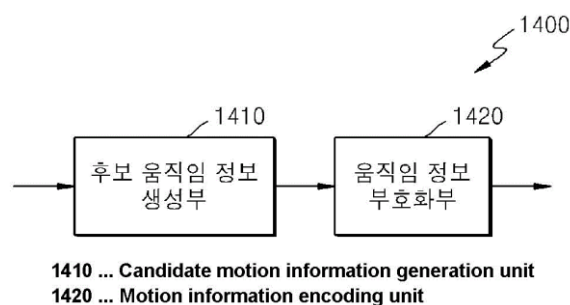 1400
1410
1420
후보 움직임 정보
생성부
움직임 정보
부호화부
1410 ... Candidate motion information generation unit
1420 ... Motion information encoding unit